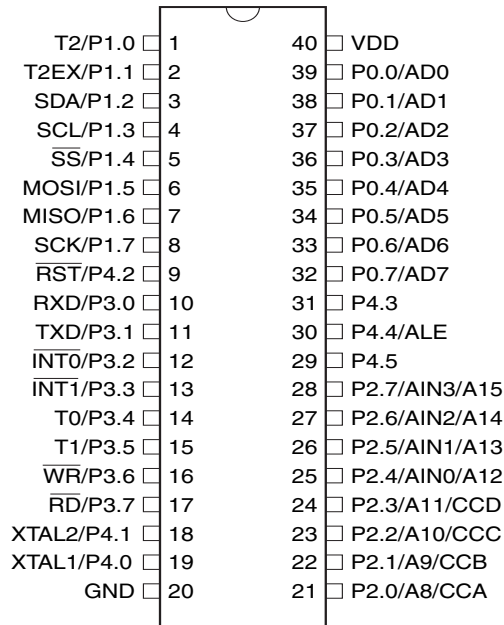 T2/P1.0 1 40 VDD
T2EX/P1.1 2 39 P0.0/AD0
SDA/P1.2 3 38 P0.1/AD1
SCL/P1.3 4 37 P0.2/AD2
S̅S̅/P1.4 5 36 P0.3/AD3
MOSI/P1.5 6 35 P0.4/AD4
MISO/P1.6 7 34 P0.5/AD5
SCK/P1.7 8 33 P0.6/AD6
R̅S̅T̅/P4.2 9 32 P0.7/AD7
RXD/P3.0 10 31 P4.3
TXD/P3.1 11 30 P4.4/ALE
I̅N̅T̅0̅/P3.2 12 29 P4.5
I̅N̅T̅1̅/P3.3 13 28 P2.7/AIN3/A15
T0/P3.4 14 27 P2.6/AIN2/A14
T1/P3.5 15 26 P2.5/AIN1/A13
W̅R̅/P3.6 16 25 P2.4/AIN0/A12
R̅D̅/P3.7 17 24 P2.3/A11/CCD
XTAL2/P4.1 18 23 P2.2/A10/CCC
XTAL1/P4.0 19 22 P2.1/A9/CCB
GND 20 21 P2.0/A8/CCA